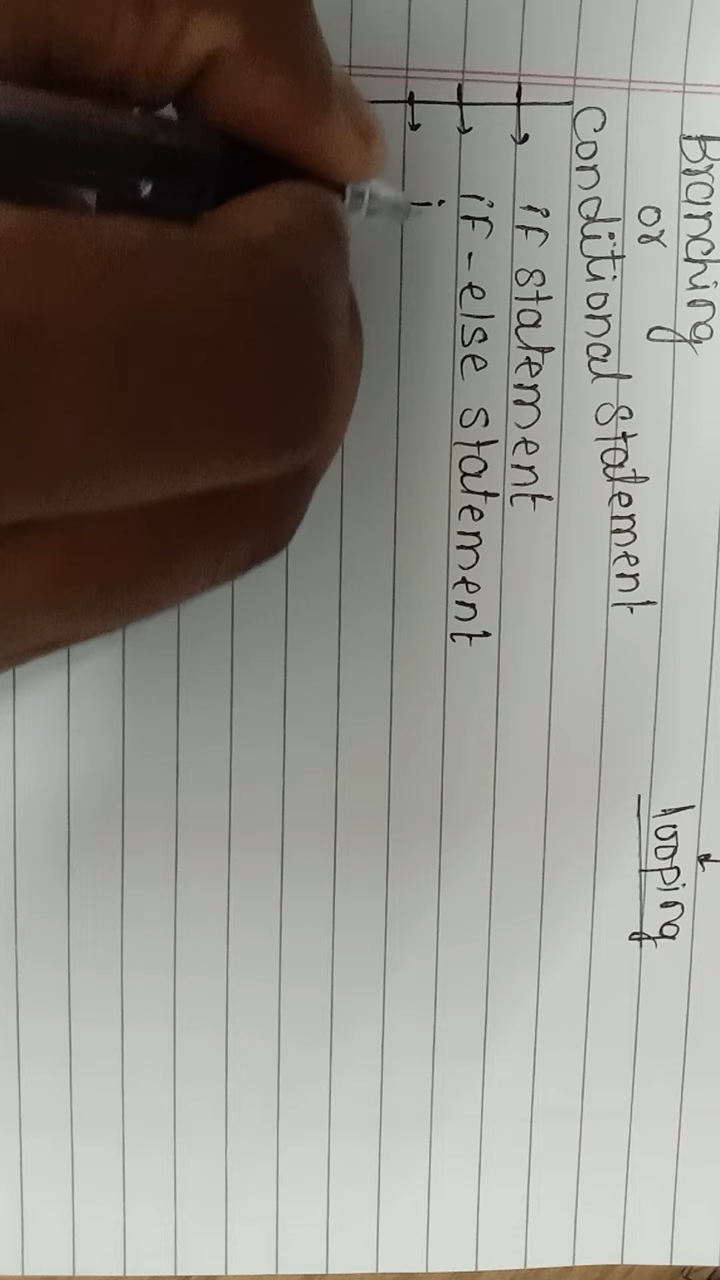 Branching
or
looping
Conditional statement
if statement
if-else statement
i